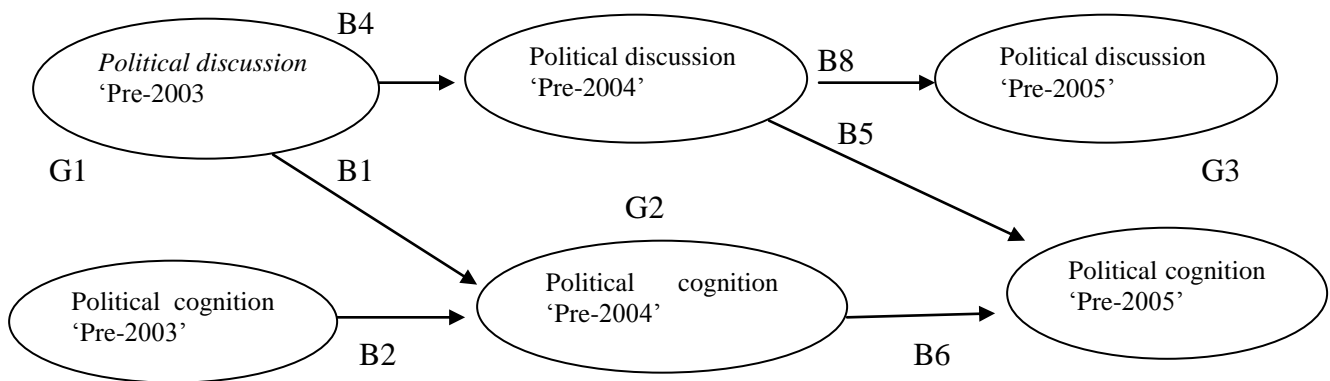 B4
Political discussion
‘Pre-2003
Political discussion
‘Pre-2004’
B8
Political discussion
‘Pre-2005’
B5
G1
B1
G3
G2
Political cognition
‘Pre-2003’
Political cognition
‘Pre-2004’
Political cognition
‘Pre-2005’
B2
B6